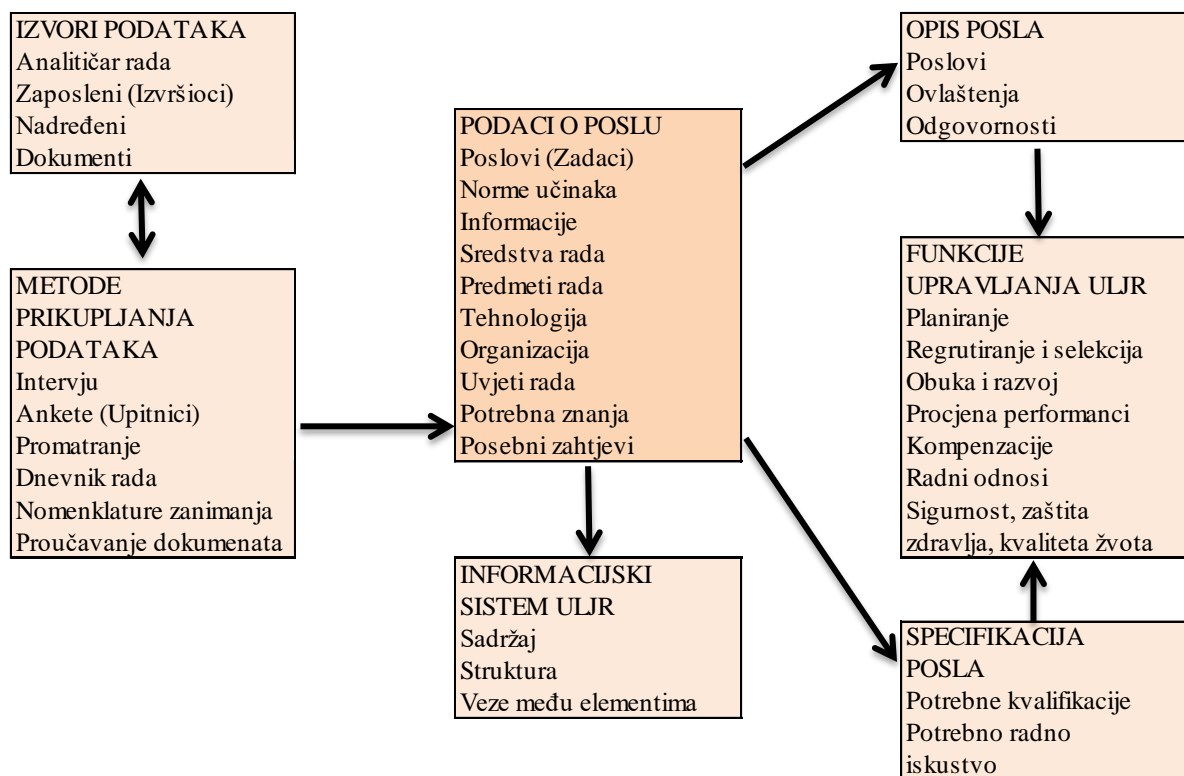 IZVORI PODATAKA
Analitičar rada
Zaposleni (Izvršioci)
Nadređeni
Dokumenti
METODE
PRIKUPLJANJA
PODATAKA
Intervju
Ankete (Upitnici)
Promatranje
Dnevnik rada
Nomenklature zanimanja
Proučavanje dokumenata
PODACI O POSLU
Poslovi (Zadaci)
Norme učinaka
Informacije
Sredstva rada
Predmeti rada
Tehnologija
Organizacija
Uvjeti rada
Potrebna znanja
Posebni zahtjevi
INFORMACIJSKI
SISTEM ULJR
Sadržaj
Struktura
Veze među elementima
OPIS POSLA
Poslovi
Ovlaštenja
Odgovornosti
FUNKCIJE
UPRAVLJANJA ULJR
Planiranje
Regrutiranje i selekcija
Obuka i razvoj
Procjena performanci
Kompenzacije
Radni odnosi
Sigurnost, zaštita
zdravlja, kvaliteta žvota
SPECIFIKACIJA
POSLA
Potrebne kvalifikacije
Potrebno radno
iskustvo